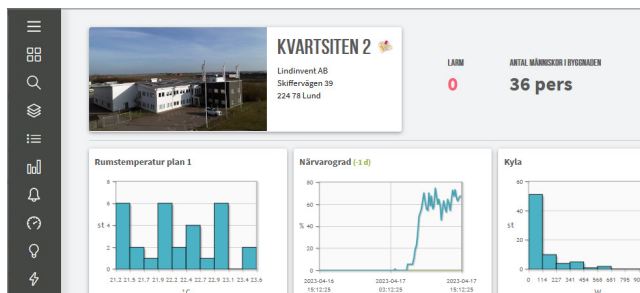 KVARTSITEN 2
Lindinvent AB
Skiffervägen 39
224 78 Lund
LARM
0
ANTAL MÄNNISKOR I BYGGNADEN
36 pers
Rumstemperatur plan 1
8
6
4
2
0
st
21.2 21.5 21.7 21.9 22.2 22.4 22.7 22.9 23.1 23.4 23.6
°C
Närvarograd (-1 d)
80
60
40
20
0
st
2023-04-16 15:12:25
2023-04-17 03:12:25
2023-04-17 15:12:25
Kyla
60
40
20
0
st
0 114 227 341 454 568 681 795
W